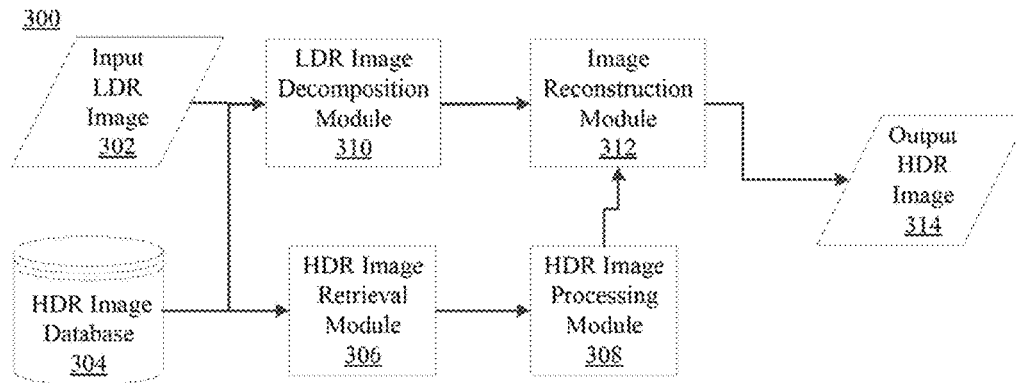 300
Input
LDR
Image
302
LDR Image
Decomposition
Module
310
Image
Reconstruction
Module
312
Output
HDR
Image
314
HDR Image
Database
304
HDR Image
Retrieval
Module
306
HDR Image
Processing
Module
308